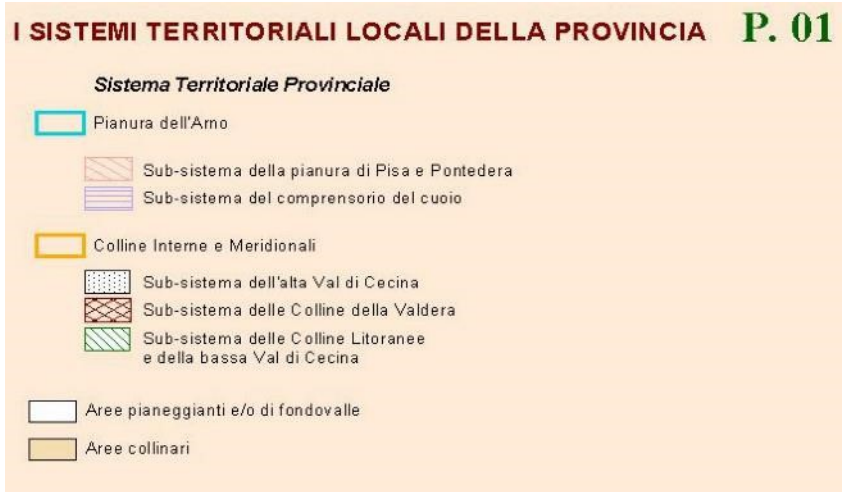 I SISTEMI TERRITORIALI LOCALI DELLA PROVINCIA P. 01
Sistema Territoriale Provinciale
Pianura dell'Arno
Sub-sistema della pianura di Pisa e Pontedera
Sub-sistema del comprensorio del cuoio
Colline Interne e Meridionali
Sub-sistema dell'alta Val di Cecina
Sub-sistema delle Colline della Valdera
Sub-sistema delle Colline Litoranee
e della bassa Val di Cecina
Aree pianeggianti e/o di fondovalle
Aree collinari